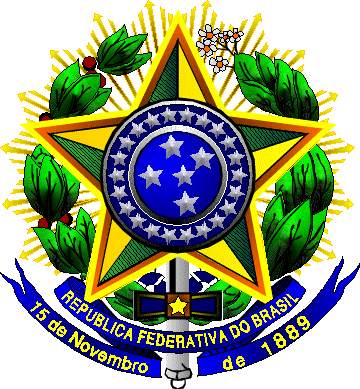 REPUBLICA FEDERATIVA DO BRASIL
15 de Novembro de 1889